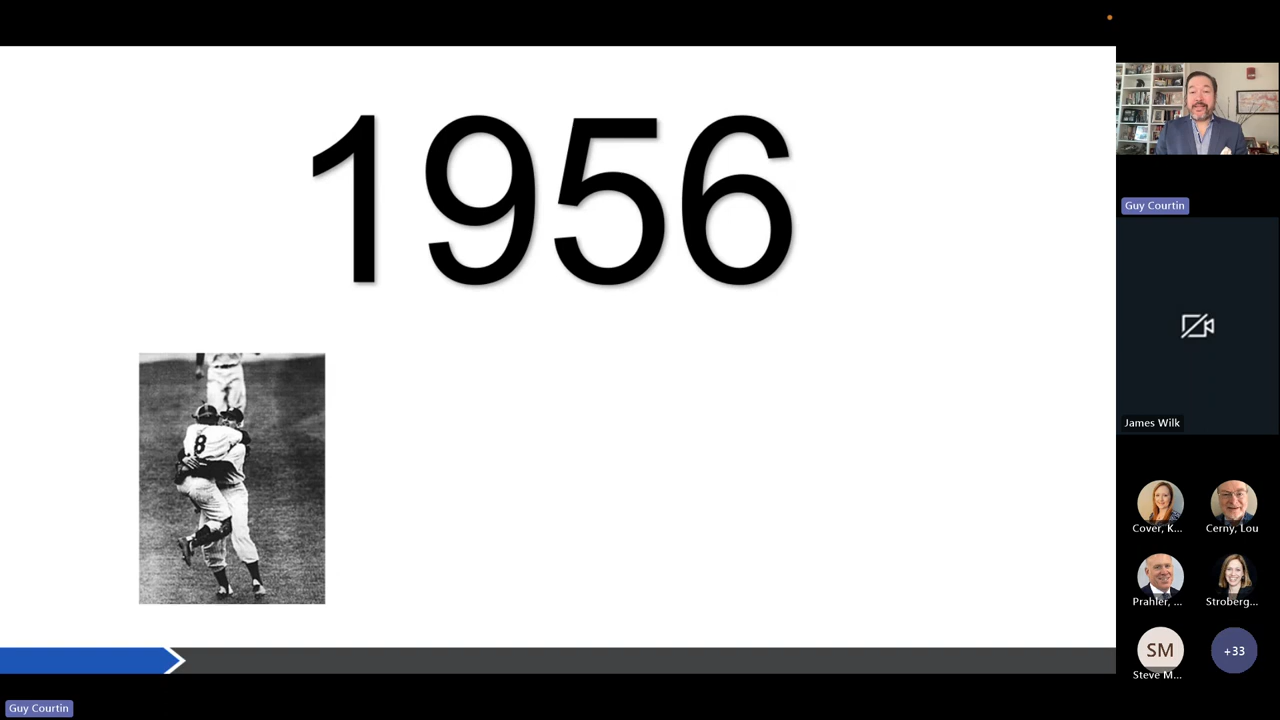 1956
8
Guy Courtin
James Wilk
Cover, K...
Cerny, Lou
Prahler, ...
Stroberg...
SM
Steve M...
+33
Guy Courtin